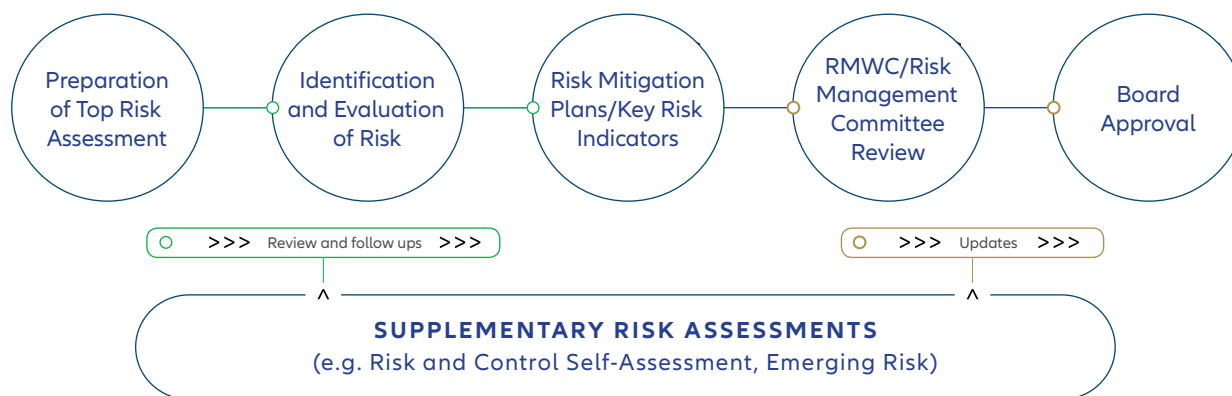 Preparation
of Top Risk
Assessment
Identification
and Evaluation
of Risk
Risk Mitigation
Plans/Key Risk
Indicators
RMWC/Risk
Management
Committee
Review
Board
Approval
>>> Review and follow ups >>>
>>> Updates >>>
SUPPLEMENTARY RISK ASSESSMENTS
(e.g. Risk and Control Self-Assessment, Emerging Risk)